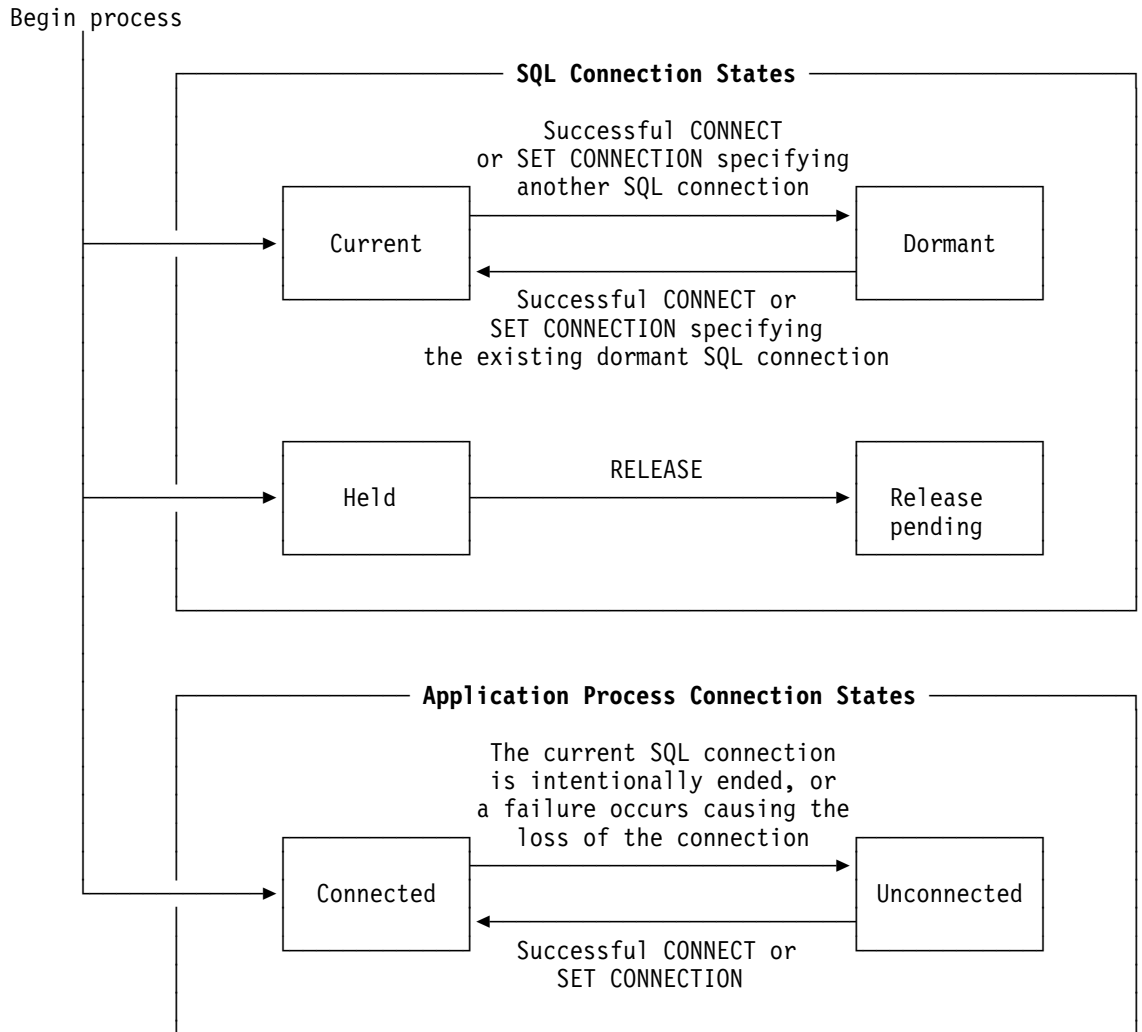 Begin process
SQL Connection States
Successful CONNECT
or SET CONNECTION specifying
another SQL connection
Current
Dormant
Successful CONNECT or
SET CONNECTION specifying
the existing dormant SQL connection
RELEASE
Held
Release
pending
Application Process Connection States
The current SQL connection
is intentionally ended, or
a failure occurs causing the
loss of the connection
Connected
Unconnected
Successful CONNECT or
SET CONNECTION